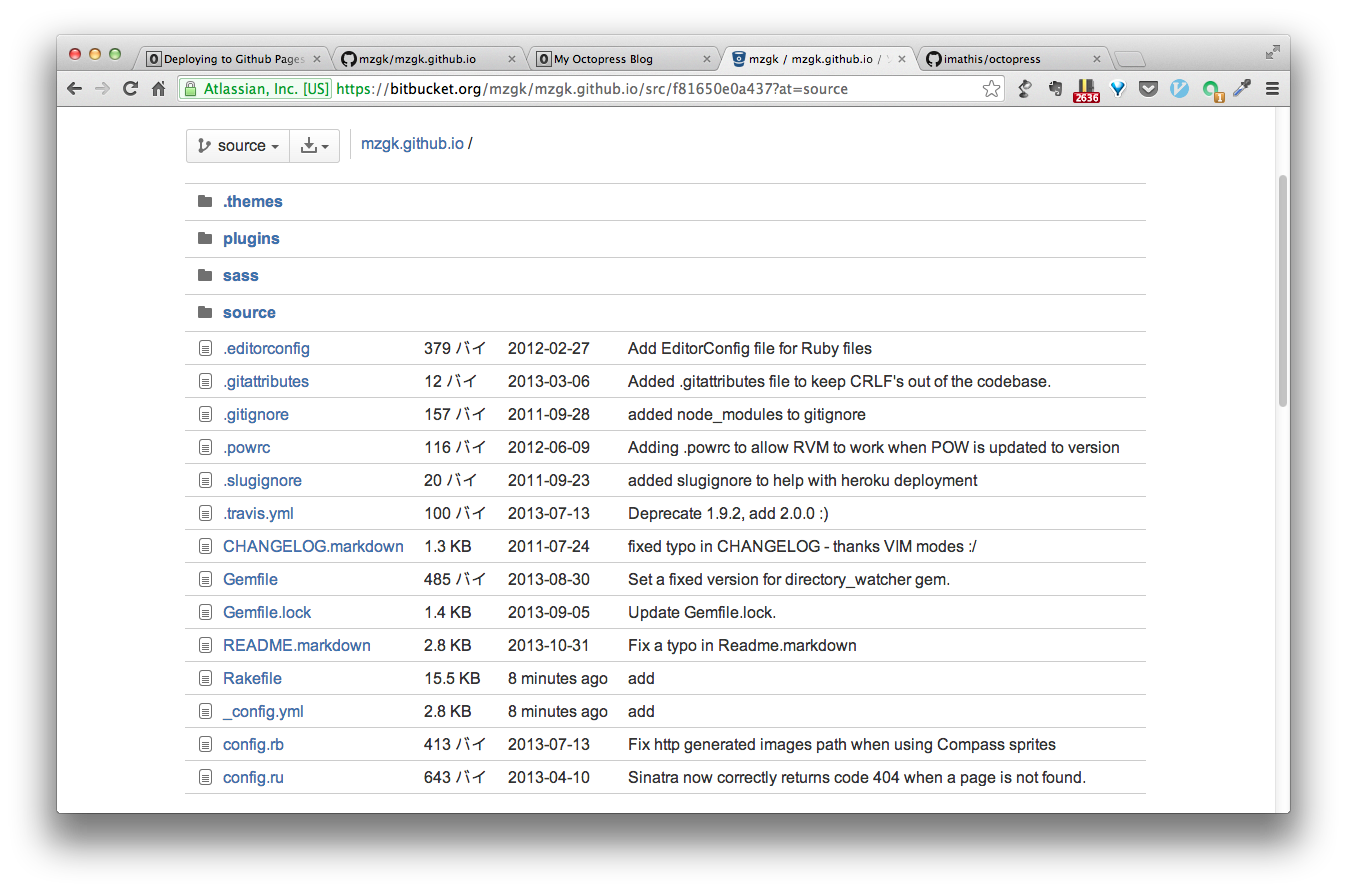 Deploying to Github Pages
mzgk/mzgk.github.io
My Octopress Blog
mzgk / mzgk.github.io /
imathis/octopress
Atlassian, Inc. [US] https://bitbucket.org/mzgk/mzgk.github.io/src/f81650e0a437?at=source
2636
1
source
mzgk.github.io /
.themes
plugins
sass
source
.editorconfig 379 バイ 2012-02-27 Add EditorConfig file for Ruby files
.gitattributes 12 バイ 2013-03-06 Added .gitattributes file to keep CRLF's out of the codebase.
.gitignore 157 バイ 2011-09-28 added node_modules to gitignore
.powrc 116 バイ 2012-06-09 Adding .powrc to allow RVM to work when POW is updated to version
.slugignore 20 バイ 2011-09-23 added slugignore to help with heroku deployment
.travis.yml 100 バイ 2013-07-13 Deprecate 1.9.2, add 2.0.0 :)
CHANGELOG.markdown 1.3 KB 2011-07-24 fixed typo in CHANGELOG - thanks VIM modes :/
Gemfile 485 バイ 2013-08-30 Set a fixed version for directory_watcher gem.
Gemfile.lock 1.4 KB 2013-09-05 Update Gemfile.lock.
README.markdown 2.8 KB 2013-10-31 Fix a typo in Readme.markdown
Rakefile 15.5 KB 8 minutes ago add
_config.yml 2.8 KB 8 minutes ago add
config.rb 413 バイ 2013-07-13 Fix http generated images path when using Compass sprites
config.ru 643 バイ 2013-04-10 Sinatra now correctly returns code 404 when a page is not found.